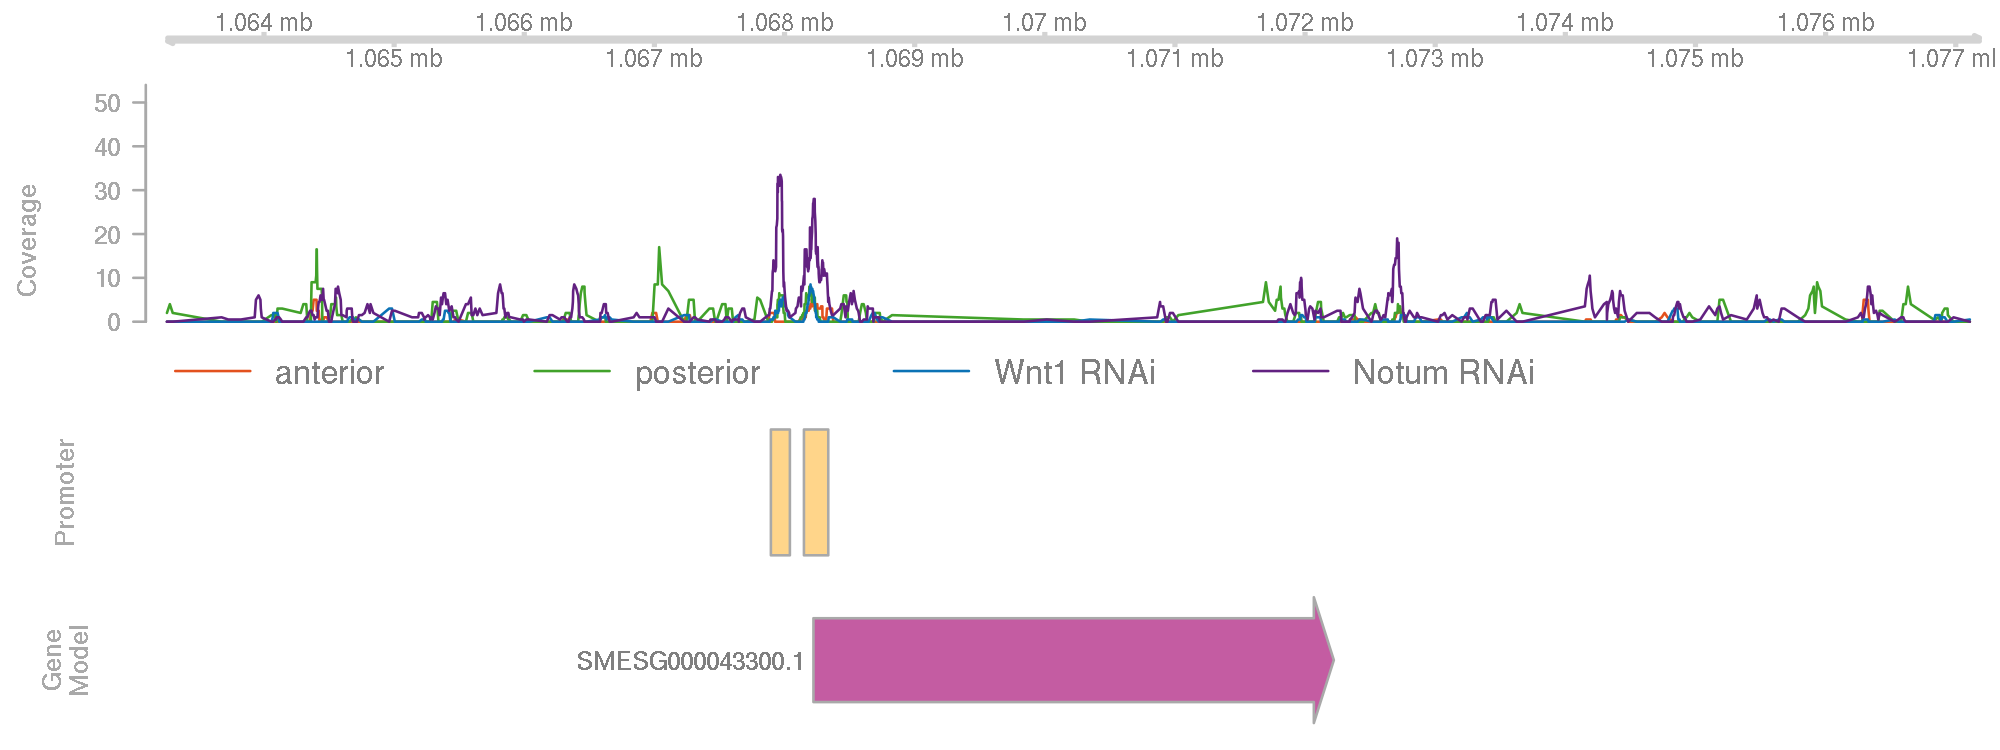 1.064 mb 1.066 mb 1.068 mb 1.07 mb 1.072 mb 1.074 mb 1.076 mb
1.065 mb 1.067 mb 1.069 mb 1.071 mb 1.073 mb 1.075 mb 1.077 ml
50
40
30
20
10
0
Coverage
anterior posterior Wnt1 RNAi Notum RNAi
Promoter
Gene
Model
SMESG000043300.1